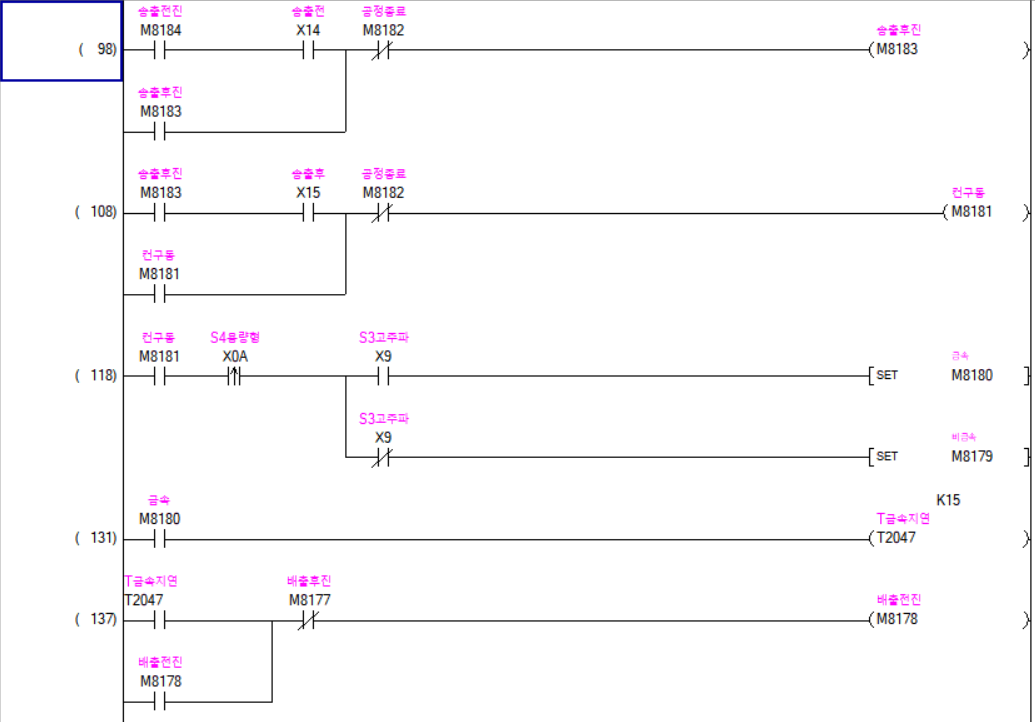 송출전진 송출전 공정종료
M8184 X14 M8182 송출후진
( 98) (M8183 )
송출후진
M8183
송출후진 송출후 공정종료
M8183 X15 M8182 컨구동
( 108) ( M8181 )
컨구동
M8181
컨구동 S4용량형 S3고주파
M8181 X0A X9 금속
( 118) [ SET M8180 ]
S3고주파
X9 비금속
[ SET M8179 ]
금속 K15
M8180 T금속지연
( 131) (T2047 )
T금속지연 배출후진
T2047 M8177 배출전진
( 137) (M8178 )
배출전진
M8178